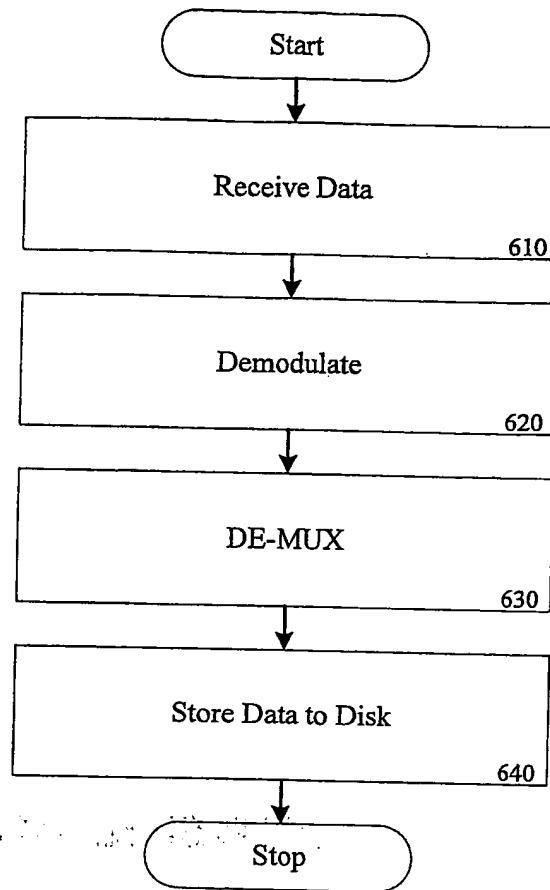 Start
Receive Data
610
Demodulate
620
DE-MUX
630
Store Data to Disk
640
Stop